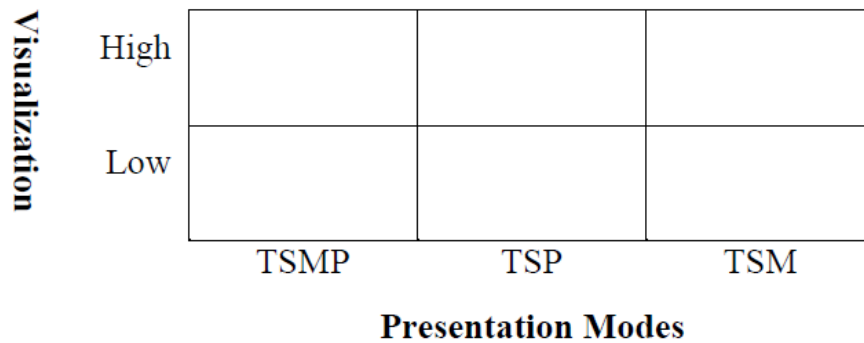 Visualization
High
Low
TSMP TSP TSM
Presentation Modes